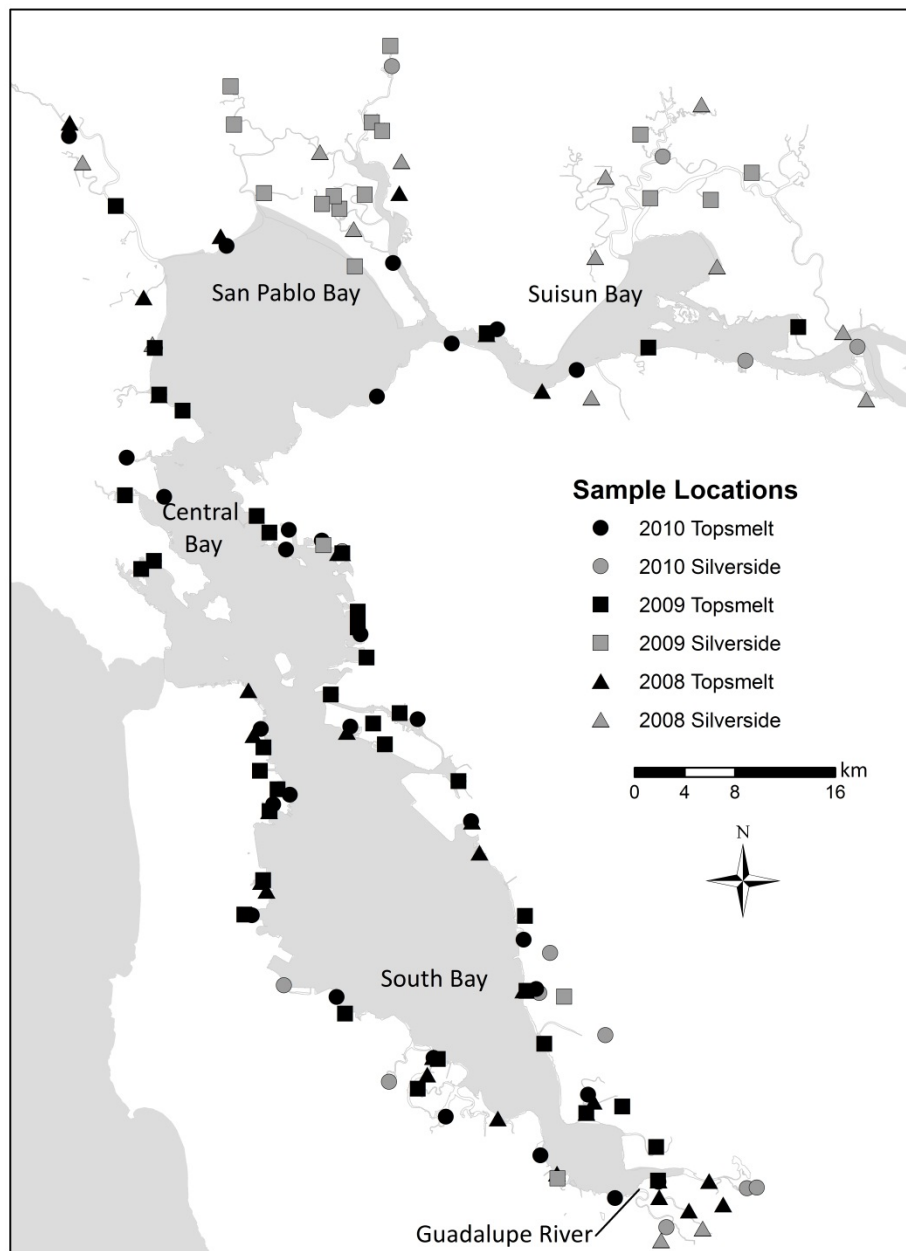 San Pablo Bay
Suisun Bay
Central
Bay
Sample Locations
2010 Topsmelt
2010 Silverside
2009 Topsmelt
2009 Silverside
2008 Topsmelt
2008 Silverside
km
0 4 8 16
N
South Bay
Guadalupe River